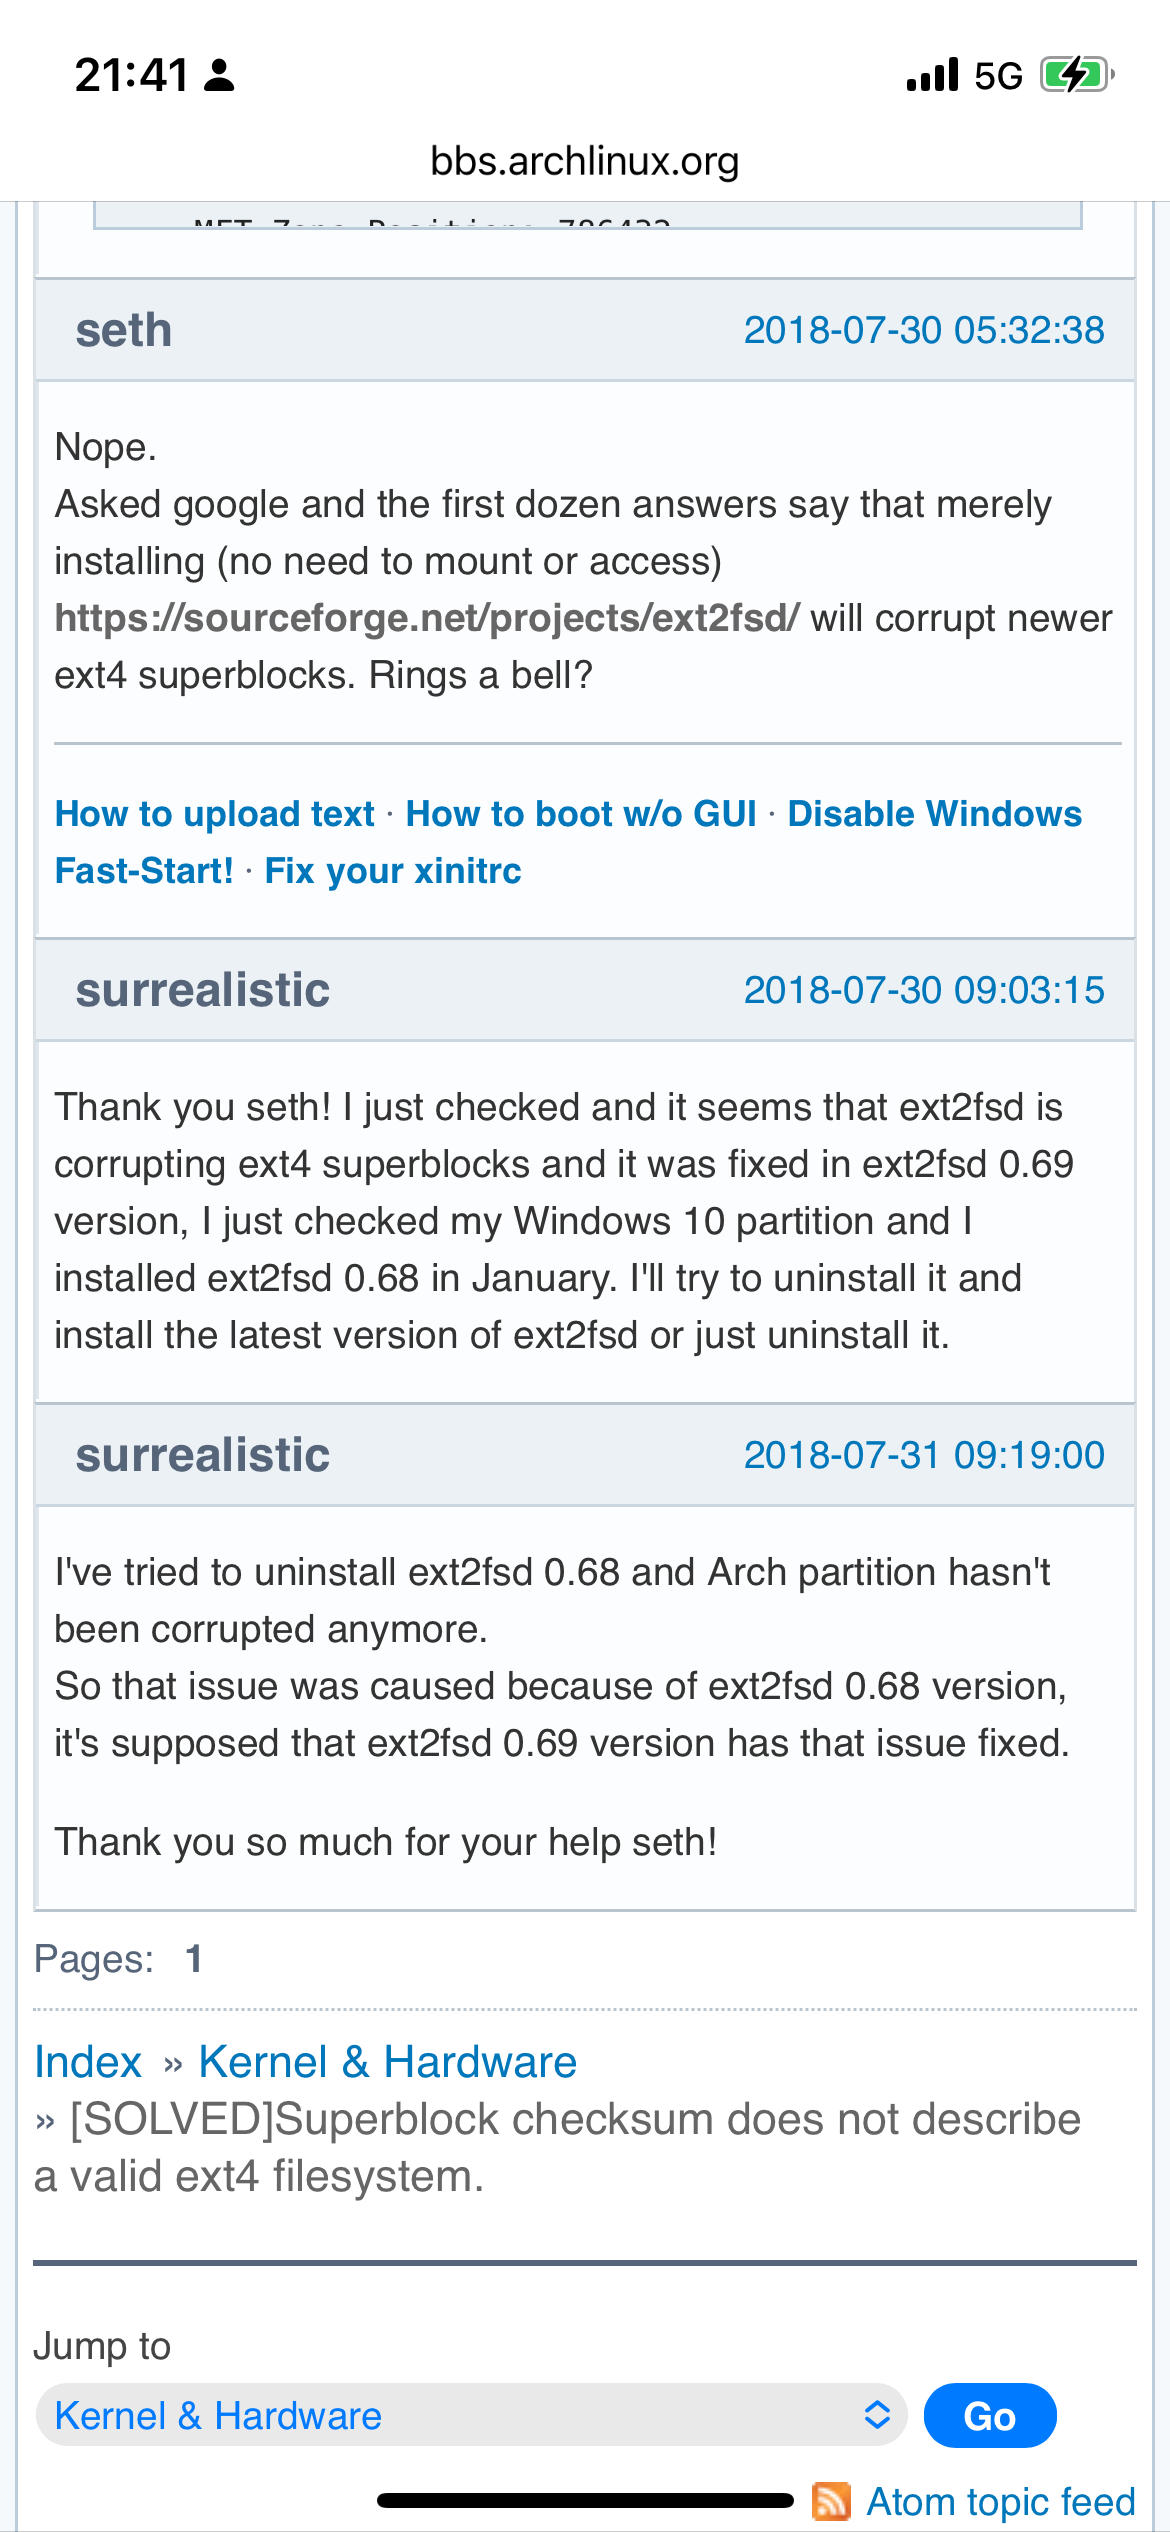 21:41
5G
bbs.archlinux.org
MFT Zone Position: 786432
seth
2018-07-30 05:32:38
Nope.
Asked google and the first dozen answers say that merely
installing (no need to mount or access)
https://sourceforge.net/projects/ext2fsd/ will corrupt newer
ext4 superblocks. Rings a bell?
How to upload text · How to boot w/o GUI · Disable Windows
Fast-Start! · Fix your xinitrc
surrealistic
2018-07-30 09:03:15
Thank you seth! I just checked and it seems that ext2fsd is
corrupting ext4 superblocks and it was fixed in ext2fsd 0.69
version, I just checked my Windows 10 partition and I
installed ext2fsd 0.68 in January. I'll try to uninstall it and
install the latest version of ext2fsd or just uninstall it.
surrealistic
2018-07-31 09:19:00
I've tried to uninstall ext2fsd 0.68 and Arch partition hasn't
been corrupted anymore.
So that issue was caused because of ext2fsd 0.68 version,
it's supposed that ext2fsd 0.69 version has that issue fixed.
Thank you so much for your help seth!
Pages: 1
Index » Kernel & Hardware
» [SOLVED]Superblock checksum does not describe
a valid ext4 filesystem.
Jump to
Kernel & Hardware
Go
Atom topic feed